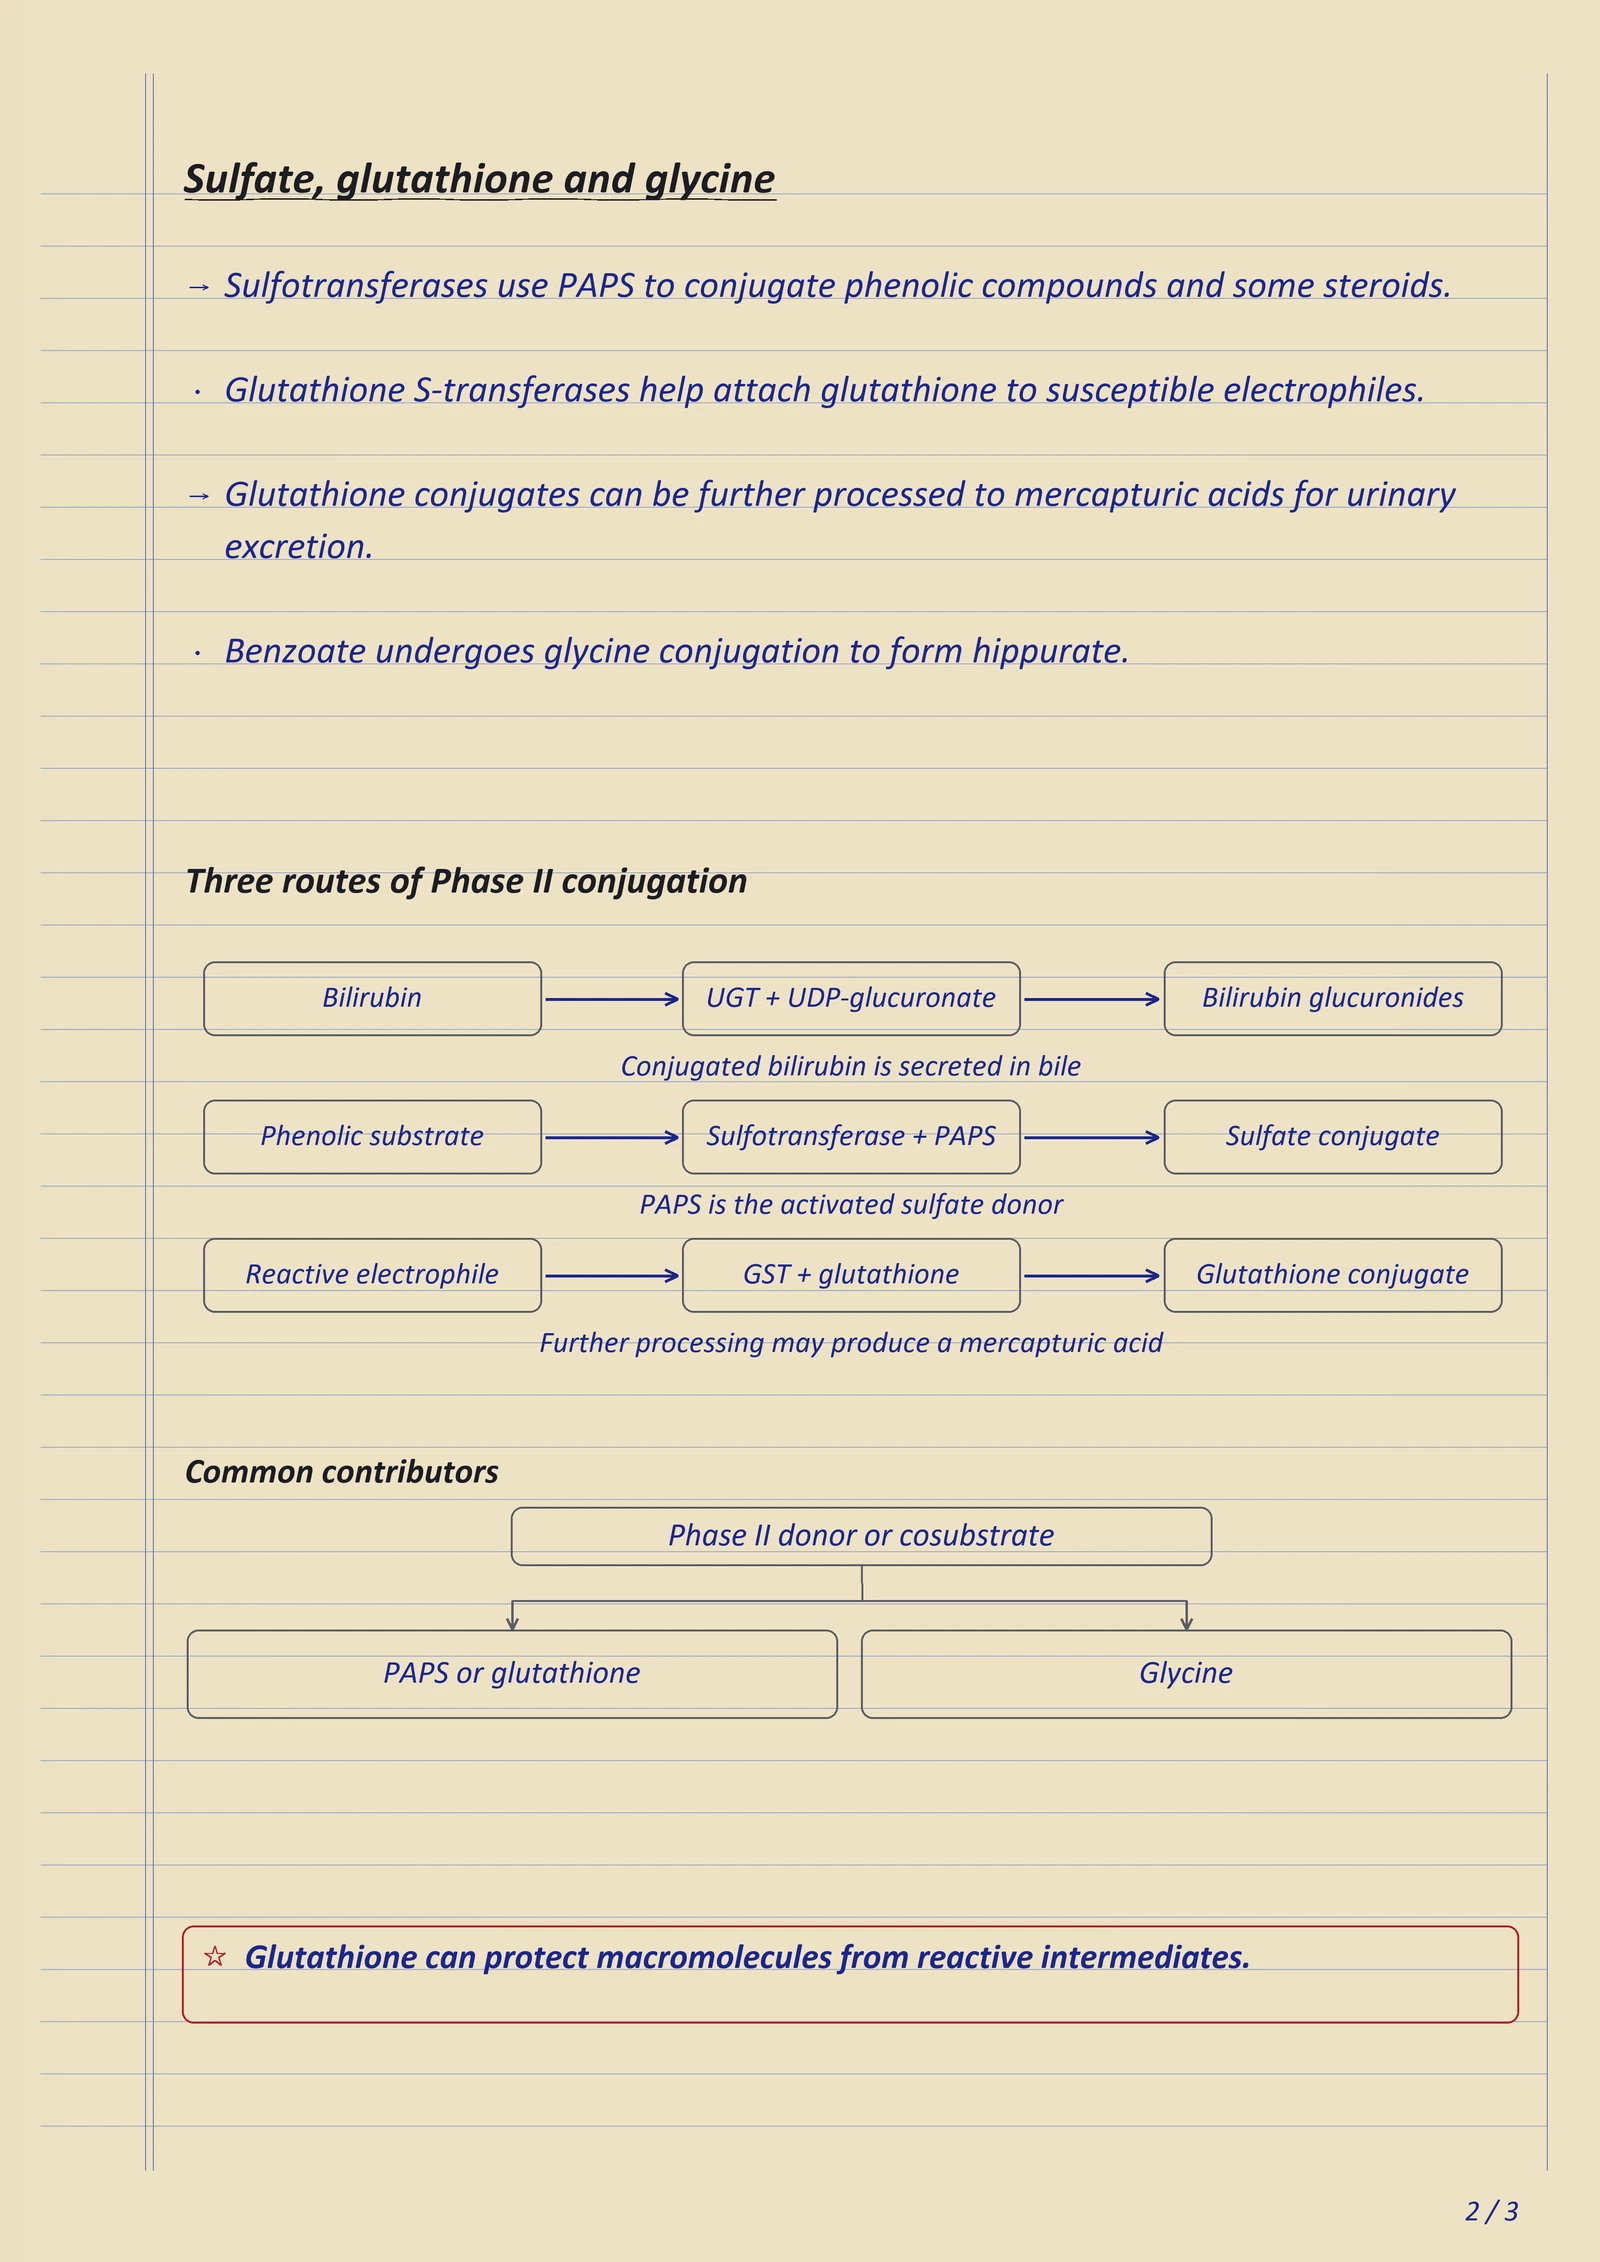 Sulfate, glutathione and glycine
→ Sulfotransferases use PAPS to conjugate phenolic compounds and some steroids.
· Glutathione S-transferases help attach glutathione to susceptible electrophiles.
→ Glutathione conjugates can be further processed to mercapturic acids for urinary
excretion.
· Benzoate undergoes glycine conjugation to form hippurate.
Three routes of Phase II conjugation
Bilirubin → UGT + UDP-glucuronate → Bilirubin glucuronides
Conjugated bilirubin is secreted in bile
Phenolic substrate → Sulfotransferase + PAPS → Sulfate conjugate
PAPS is the activated sulfate donor
Reactive electrophile → GST + glutathione → Glutathione conjugate
Further processing may produce a mercapturic acid
Common contributors
Phase II donor or cosubstrate
PAPS or glutathione
Glycine
☆ Glutathione can protect macromolecules from reactive intermediates.
2 / 3